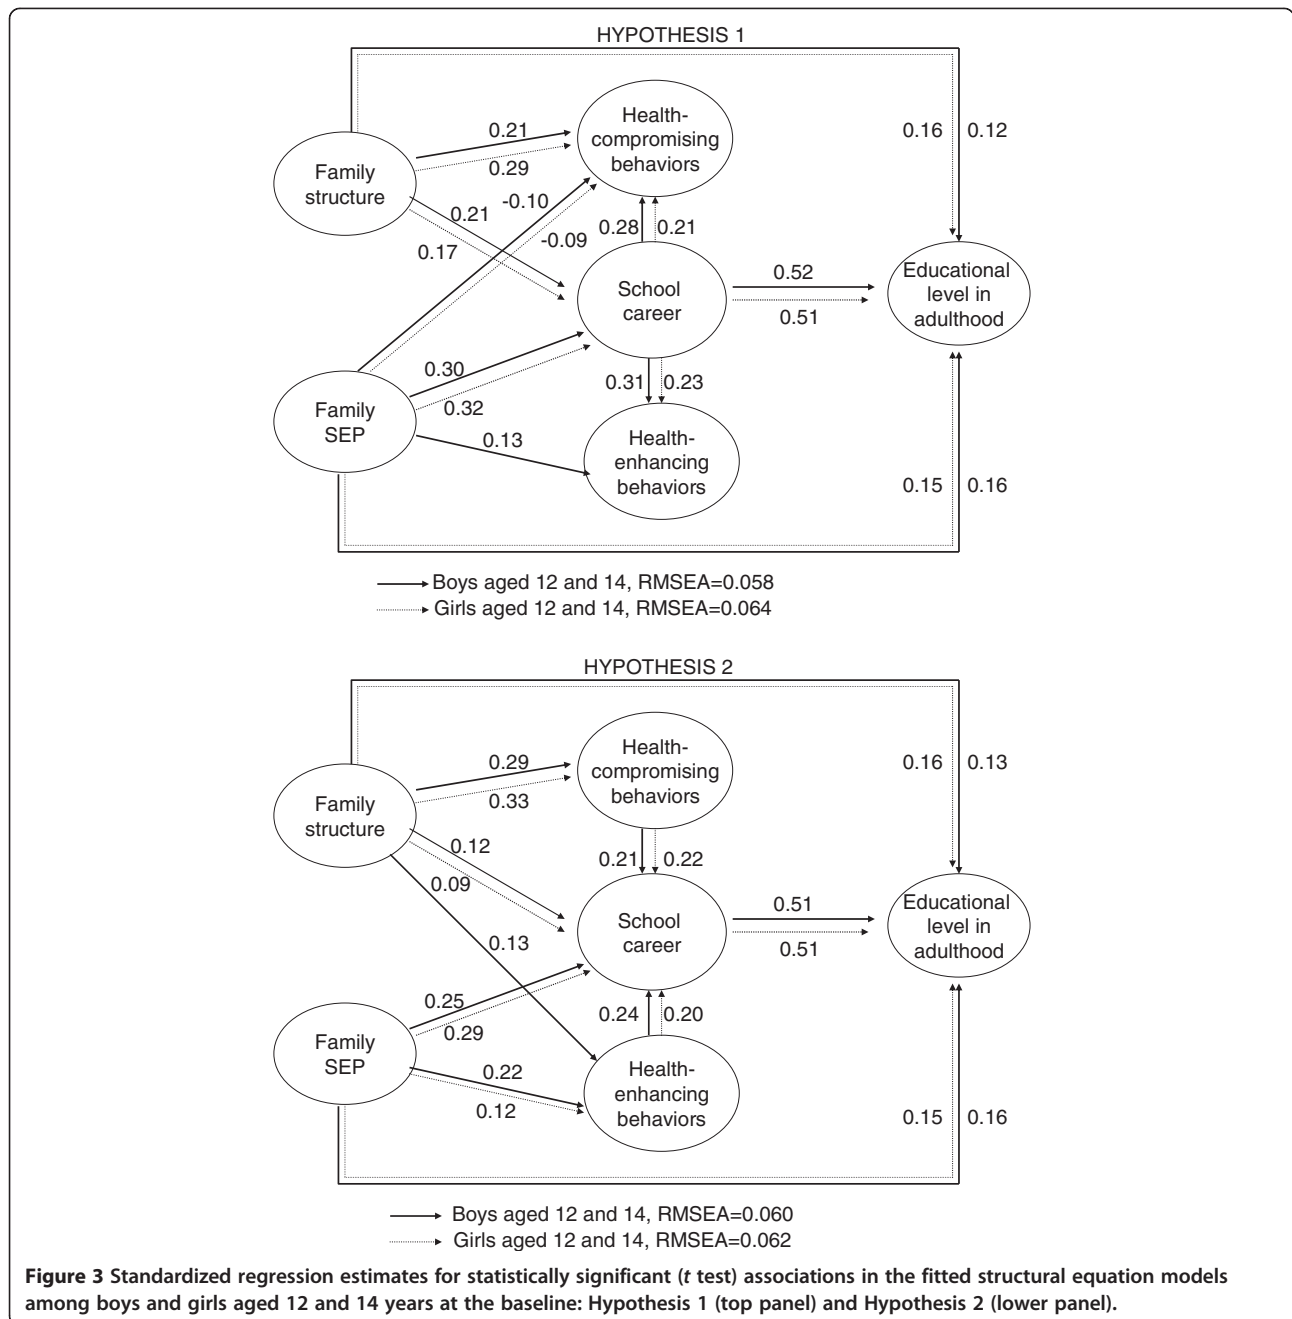 HYPOTHESIS 1
Health-
compromising
behaviors
Family
structure
0.21
0.29
0.16
0.12
0.21
0.17
-0.10
-0.09
0.28
0.21
School
career
0.52
0.51
Educational
level in
adulthood
0.30
0.32
0.31
0.23
Family
SEP
0.13
Health-
enhancing
behaviors
0.15
0.16
Boys aged 12 and 14, RMSEA=0.058
Girls aged 12 and 14, RMSEA=0.064
HYPOTHESIS 2
Health-
compromising
behaviors
Family
structure
0.29
0.33
0.16
0.13
0.12
0.09
0.21
0.22
School
career
0.51
0.51
Educational
level in
adulthood
0.13
0.25
0.29
0.24
0.20
Family
SEP
0.22
0.12
Health-
enhancing
behaviors
0.15
0.16
Boys aged 12 and 14, RMSEA=0.060
Girls aged 12 and 14, RMSEA=0.062
Figure 3 Standardized regression estimates for statistically significant (t test) associations in the fitted structural equation models
among boys and girls aged 12 and 14 years at the baseline: Hypothesis 1 (top panel) and Hypothesis 2 (lower panel).